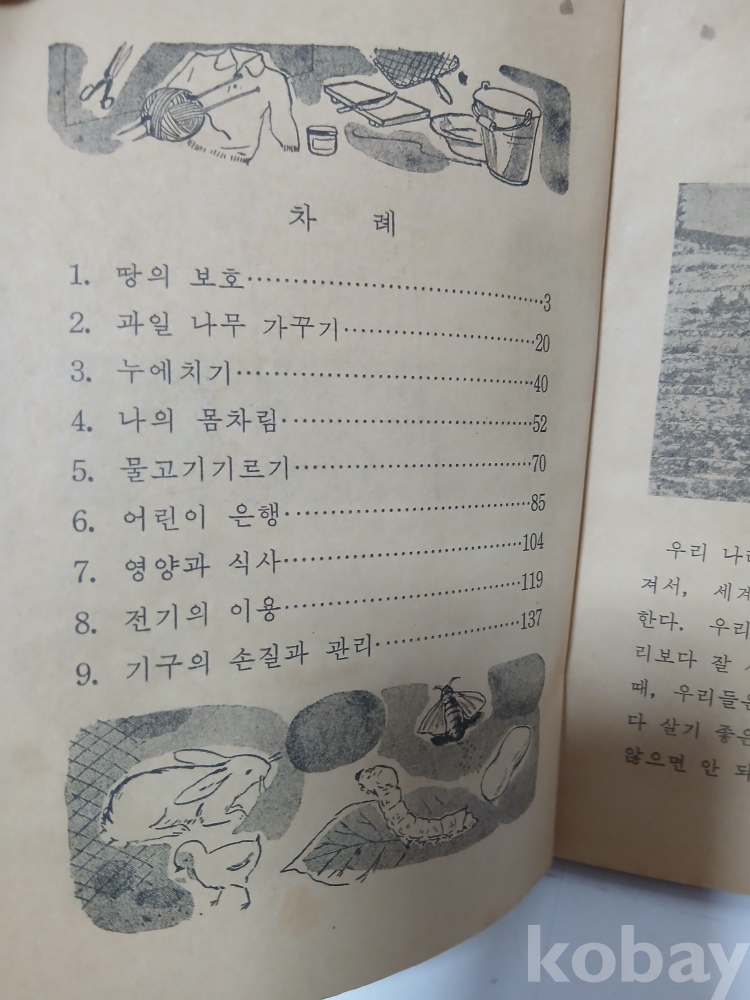 차 례
1. 땅의 보호 3
2. 과일 나무 가꾸기 20
3. 누에치기 40
4. 나의 몸차림 52
5. 물고기기르기 70
6. 어린이 은행 85
7. 영양과 식사 104
8. 전기의 이용 119
9. 기구의 손질과 관리 137
우리
져서, 세계
한다. 우리
리보다 잘
때, 우리들은
다 살기 좋은
않으면 안
kobay